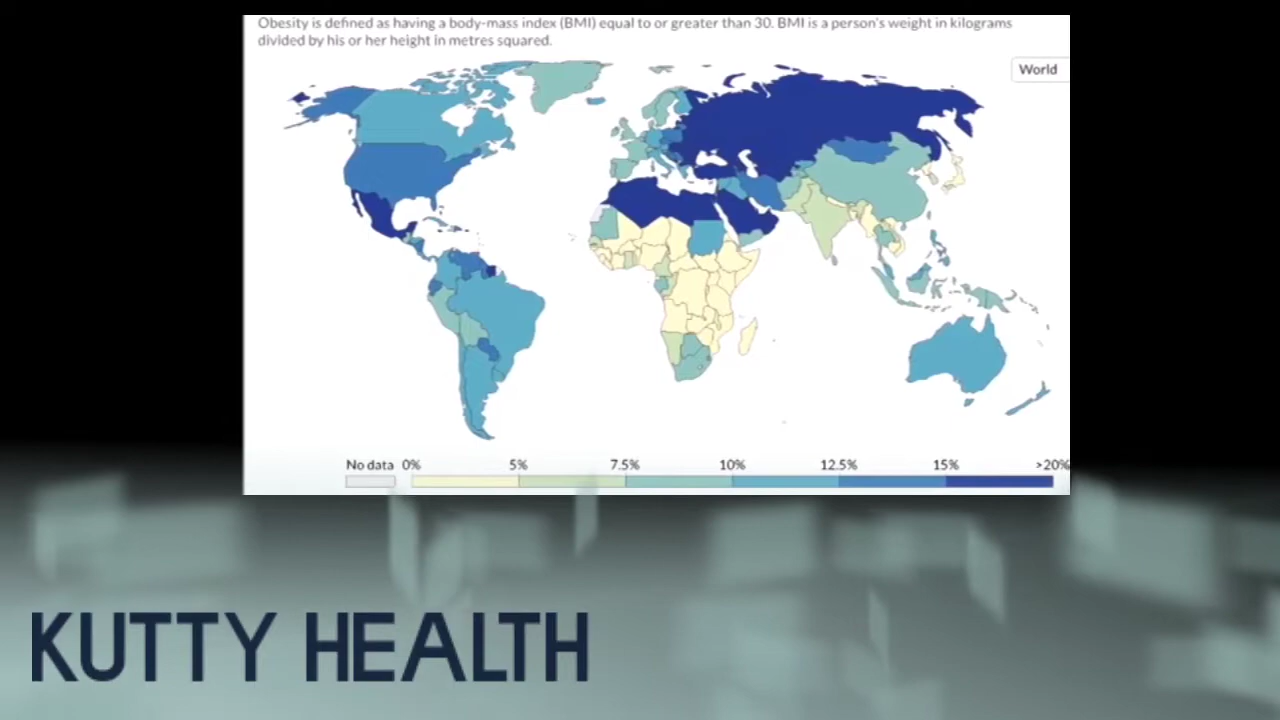 Obesity is defined as having a body-mass index (BMI) equal to or greater than 30. BMI is a person's weight in kilograms
divided by his or her height in metres squared.
World
No data 0% 5% 7.5% 10% 12.5% 15% >20%
KUTTY HEALTH